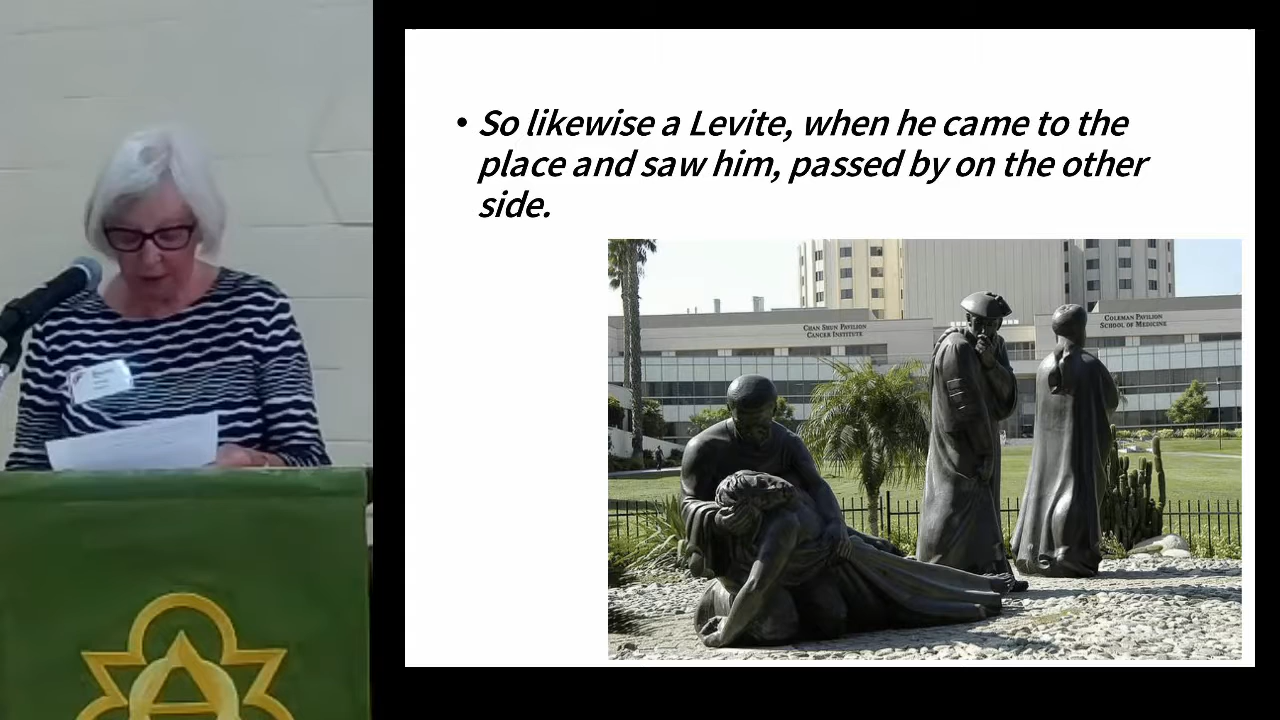 • So likewise a Levite, when he came to the
place and saw him, passed by on the other
side.
CHAN SHUN PAVILION
CANCER INSTITUTE
COLEMAN PAVILION
SCHOOL OF MEDICINE